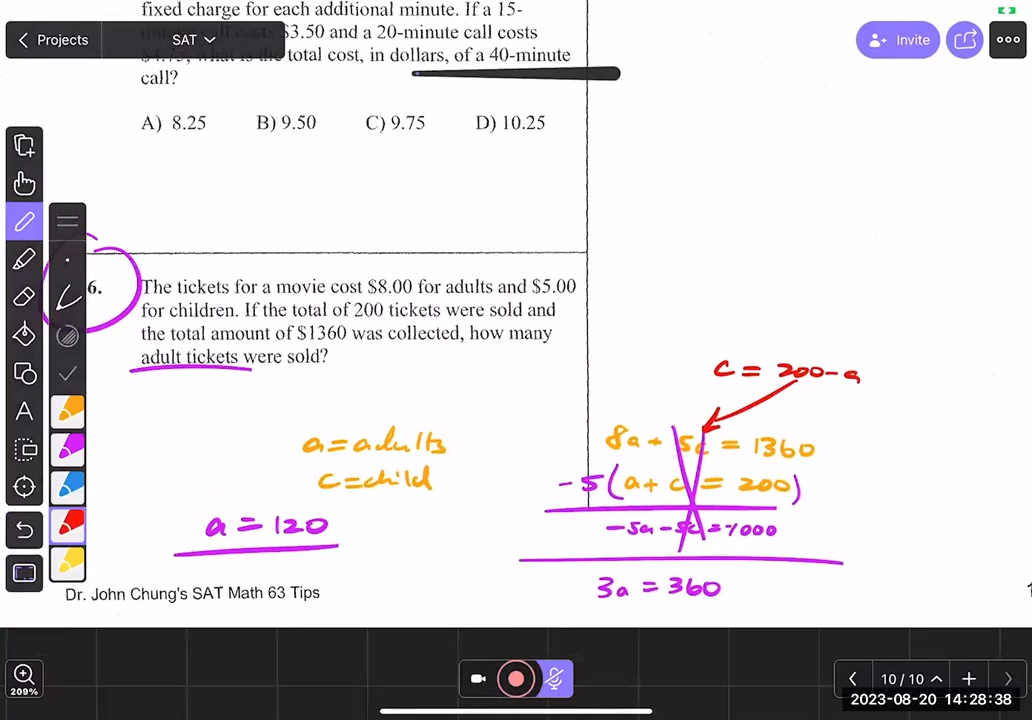 fixed charge for each additional minute. If a 15-
Projects
SAT
$3.50 and a 20-minute call costs
Invite
total cost, in dollars, of a 40-minute
call?
A) 8.25 B) 9.50 C) 9.75 D) 10.25
6. The tickets for a movie cost $8.00 for adults and $5.00
for children. If the total of 200 tickets were sold and
the total amount of $1360 was collected, how many
adult tickets were sold?
c = 200-a
a = adults
8a + 5c = 1360
c = child
-5(a + c = 200)
a = 120
-5a - 5c = -1000
3a = 360
A
Dr. John Chung's SAT Math 63 Tips
209%
10 / 10
2023-08-20 14:28:38